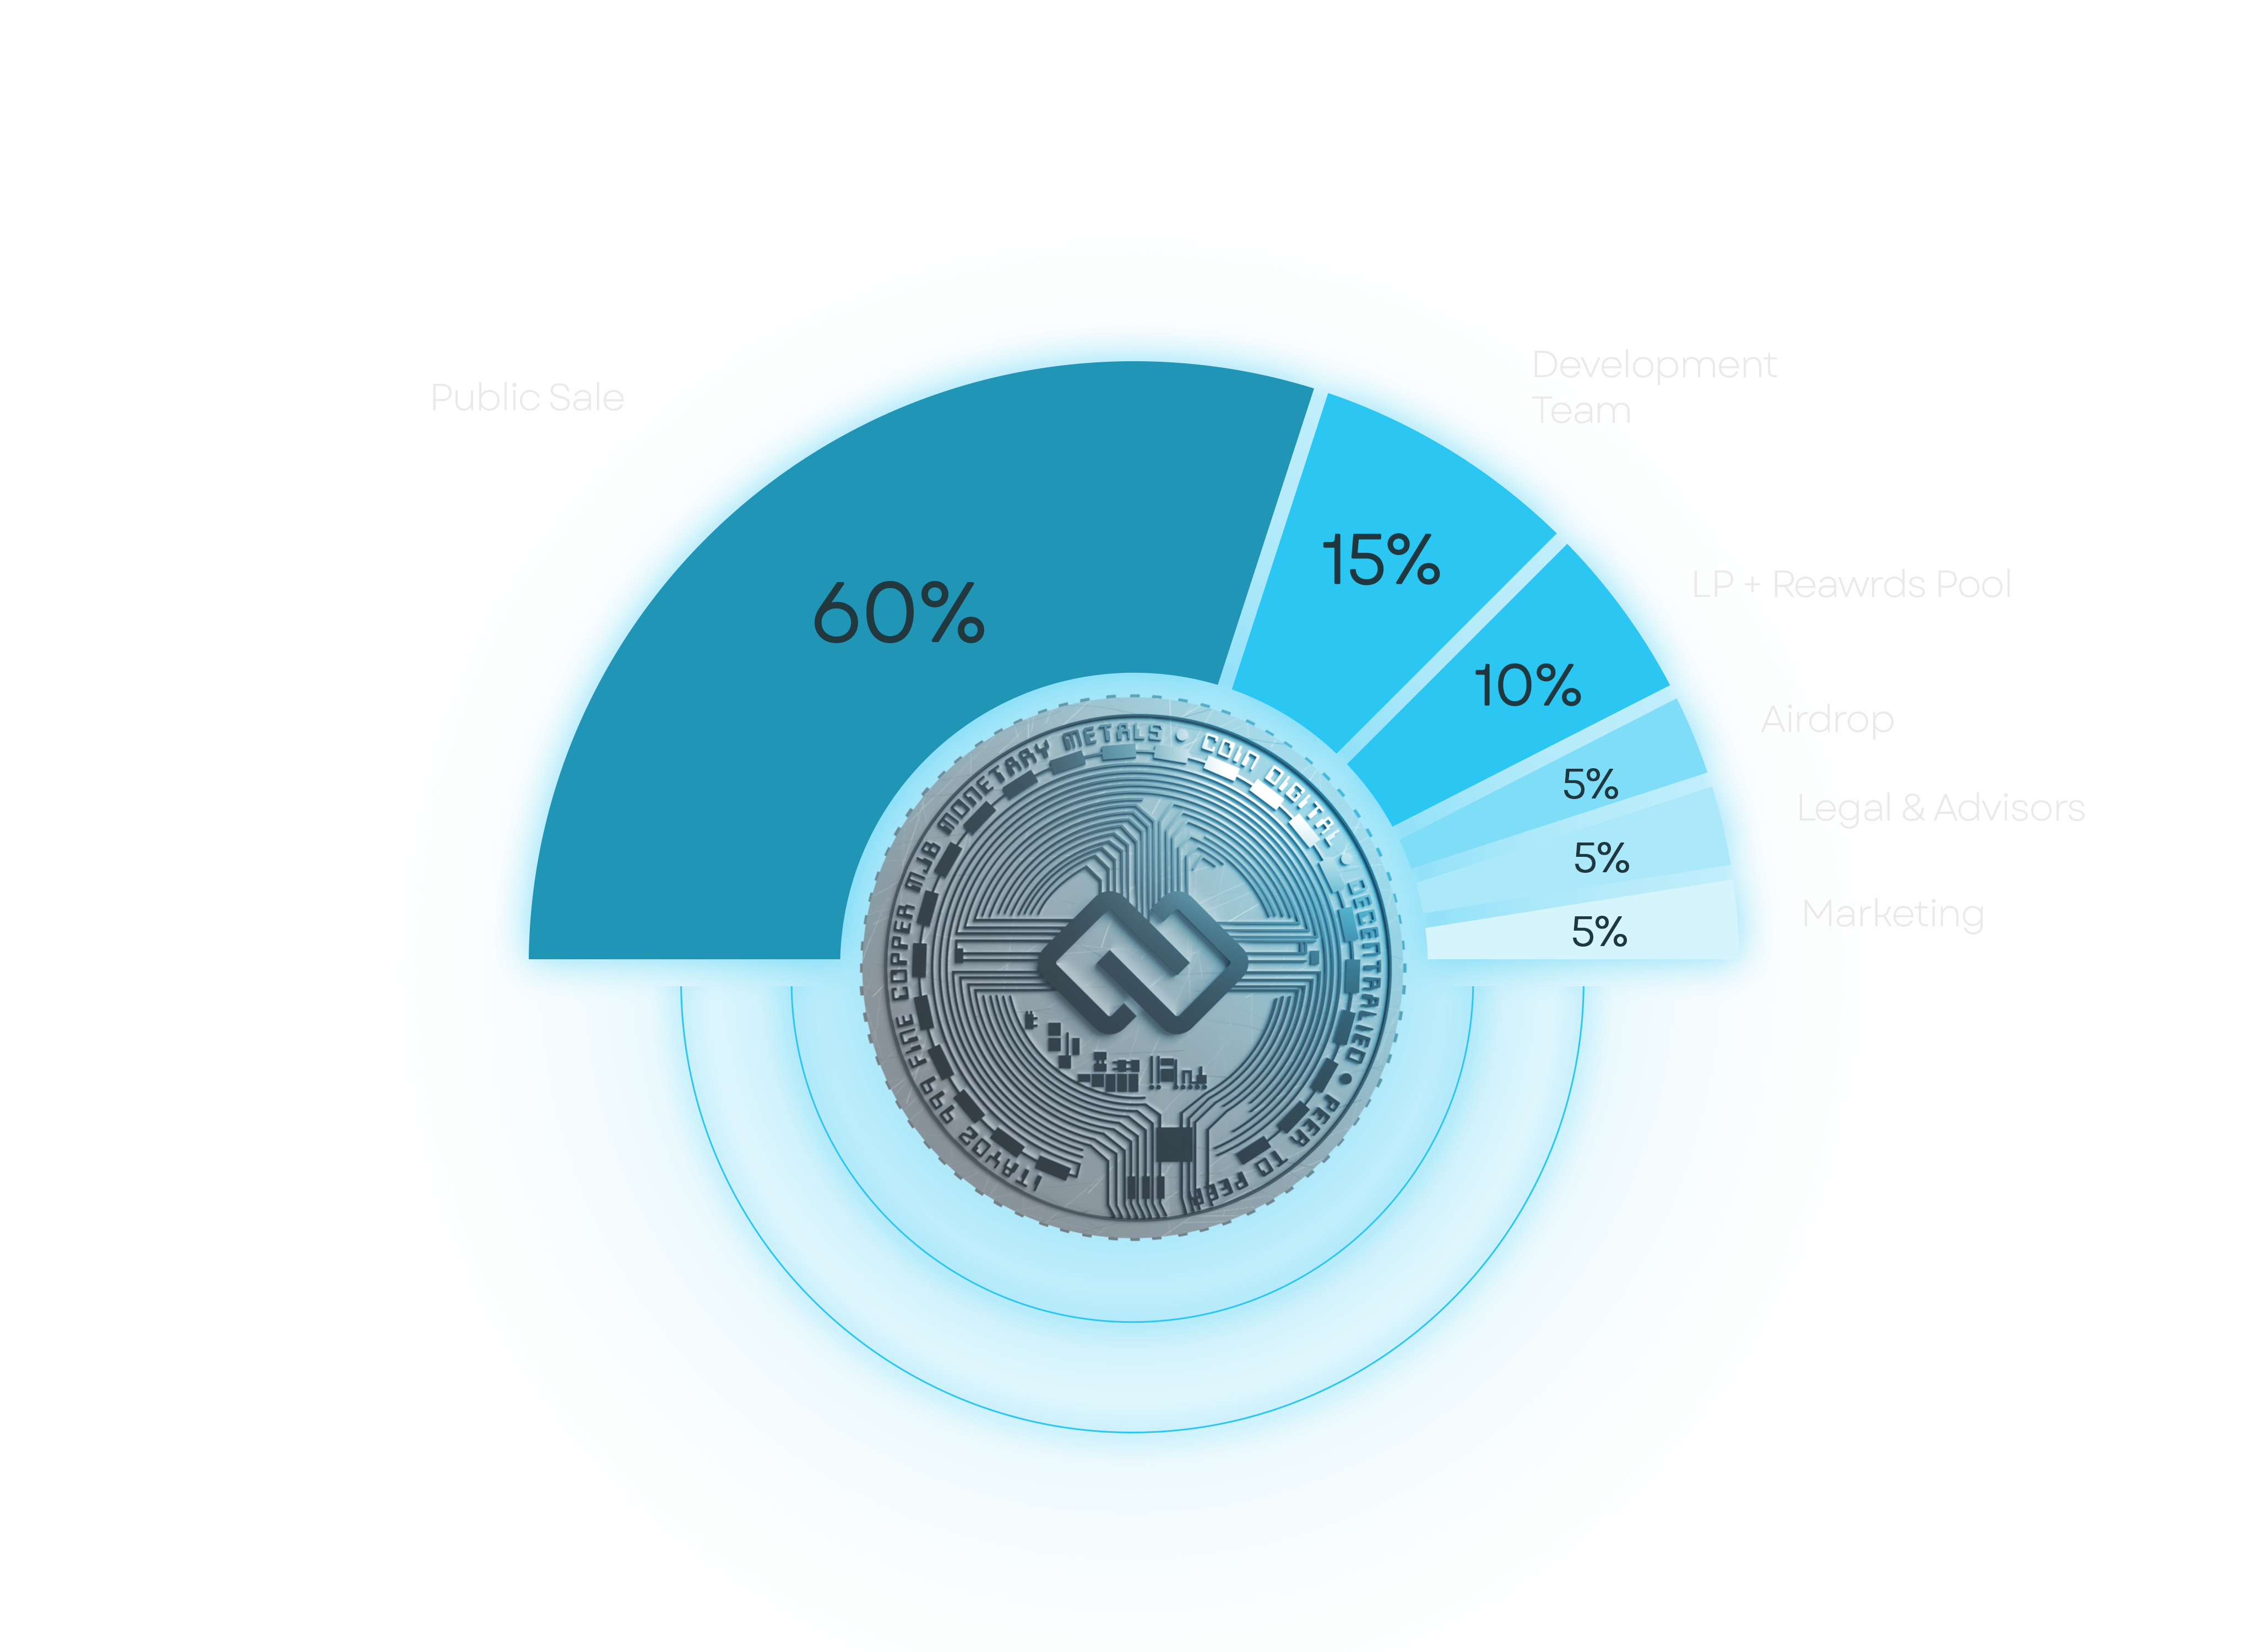 Public Sale
Development
Team
60%
15%
LP + Reawrds Pool
10%
Airdrop
5%
Legal & Advisors
5%
Marketing
5%
1TAYOZ 999 FINE COPPER MJB MONETARY METALS • COIN DIGITAL • DECENTRALIED • PEER TO PEER